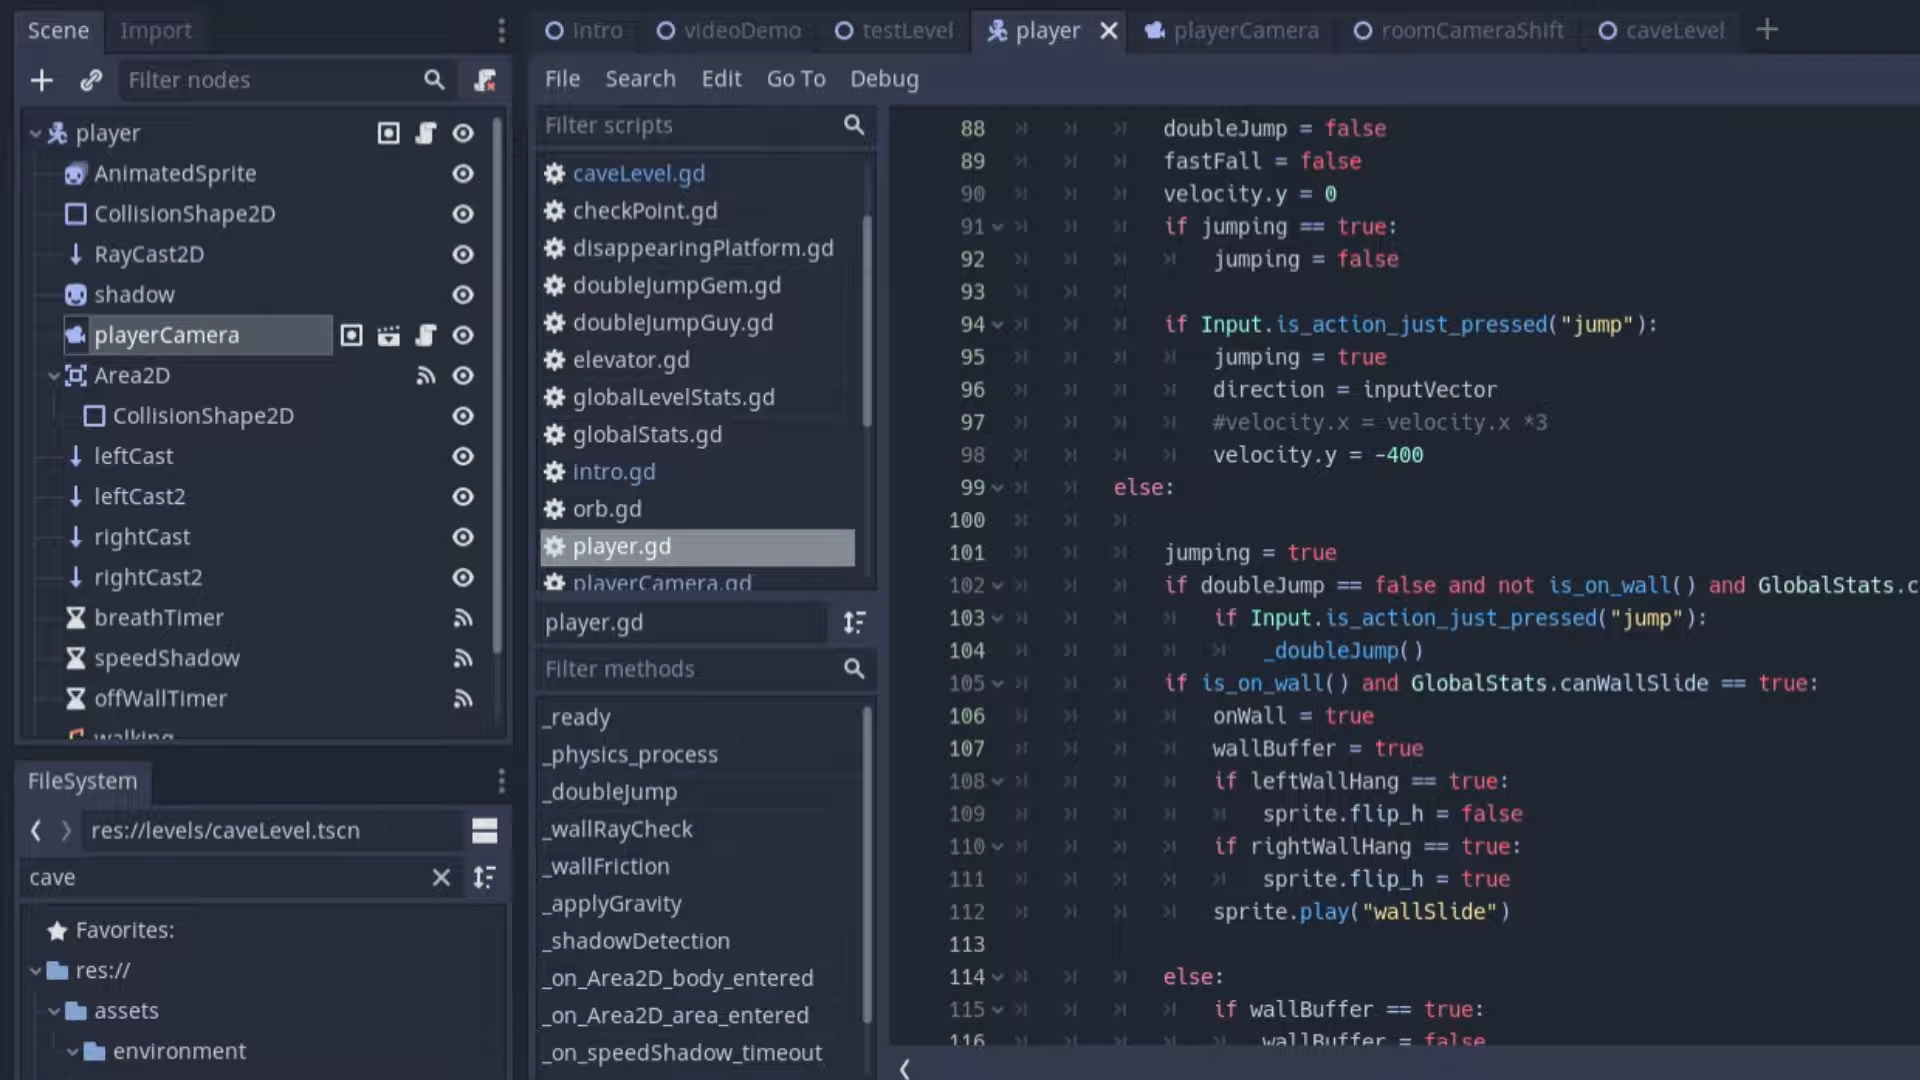 Scene
Import
Filter nodes
player
AnimatedSprite
CollisionShape2D
RayCast2D
shadow
playerCamera
Area2D
CollisionShape2D
leftCast
leftCast2
rightCast
rightCast2
breathTimer
speedShadow
offWallTimer
walking
FileSystem
res://levels/caveLevel.tscn
cave
Favorites:
res://
assets
environment
Intro
videoDemo
testLevel
player
playerCamera
roomCameraShift
caveLevel
File Search Edit Go To Debug
Filter scripts
caveLevel.gd
checkPoint.gd
disappearingPlatform.gd
doubleJumpGem.gd
doubleJumpGuy.gd
elevator.gd
globalLevelStats.gd
globalStats.gd
intro.gd
orb.gd
player.gd
playerCamera.gd
player.gd
Filter methods
_ready
_physics_process
_doubleJump
_wallRayCheck
_wallFriction
_applyGravity
_shadowDetection
_on_Area2D_body_entered
_on_Area2D_area_entered
_on_speedShadow_timeout
88 doubleJump = false
89 fastFall = false
90 velocity.y = 0
91 if jumping == true:
92 jumping = false
93
94 if Input.is_action_just_pressed("jump"):
95 jumping = true
96 direction = inputVector
97 #velocity.x = velocity.x *3
98 velocity.y = -400
99 else:
100
101 jumping = true
102 if doubleJump == false and not is_on_wall() and GlobalStats.c
103 if Input.is_action_just_pressed("jump"):
104 _doubleJump()
105 if is_on_wall() and GlobalStats.canWallSlide == true:
106 onWall = true
107 wallBuffer = true
108 if leftWallHang == true:
109 sprite.flip_h = false
110 if rightWallHang == true:
111 sprite.flip_h = true
112 sprite.play("wallSlide")
113
114 else:
115 if wallBuffer == true:
116 wallBuffer = false